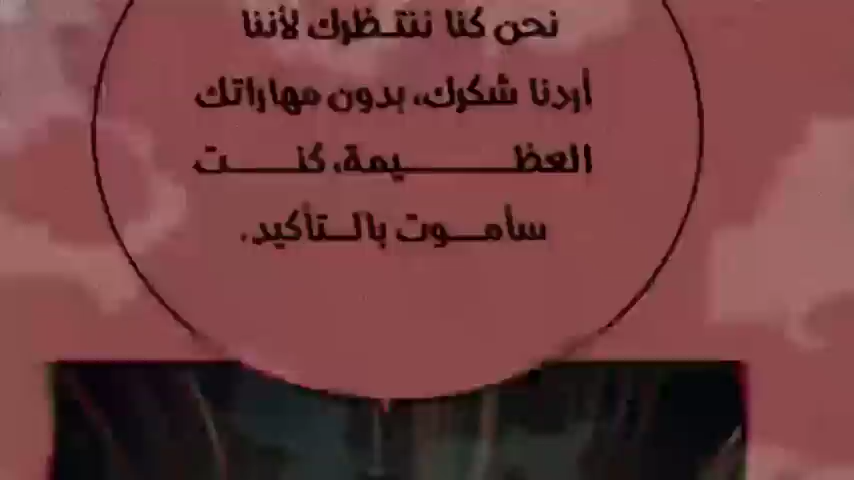 نحن كنا ننتظرك لأننا
أردنا شكرك، بدون مهاراتك
العظيمة، كنت
سأموت بالتأكيد.